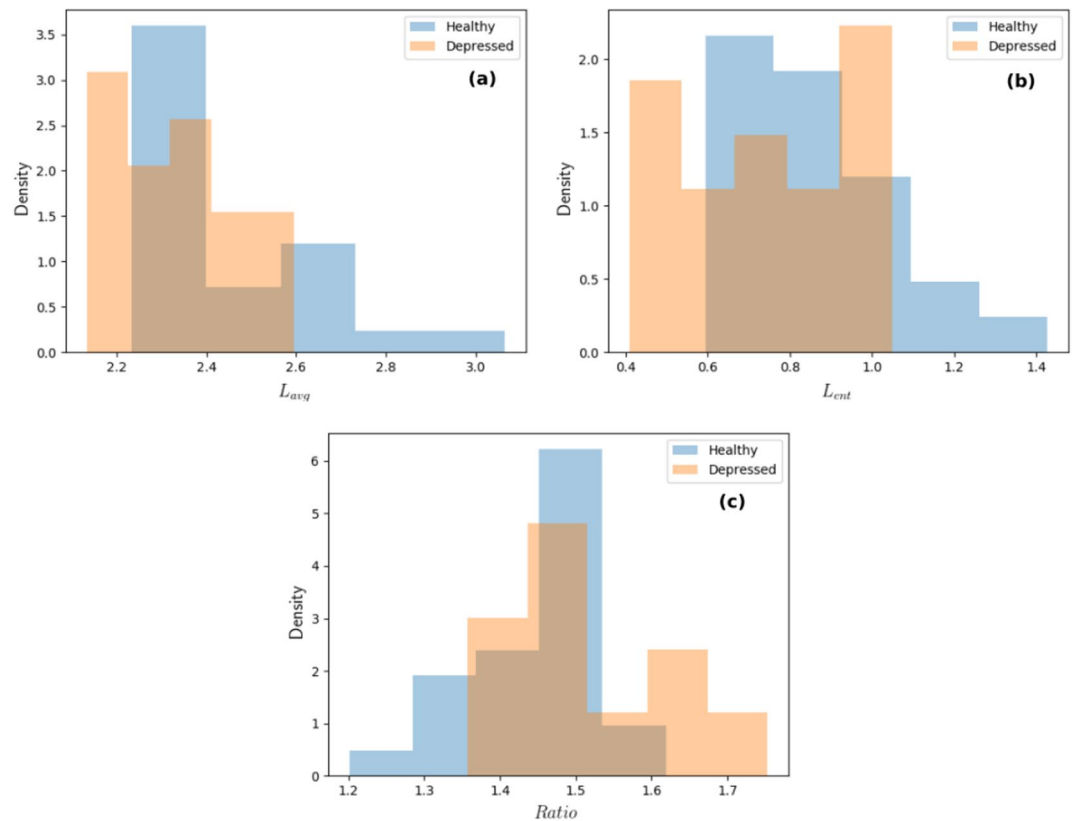 Healthy
Depressed
(a)
Density
3.5
3.0
2.5
2.0
1.5
1.0
0.5
0.0
2.2 2.4 2.6 2.8 3.0
L_avg
Healthy
Depressed
(b)
Density
2.0
1.5
1.0
0.5
0.0
0.4 0.6 0.8 1.0 1.2 1.4
L_cnt
Healthy
Depressed
(c)
Density
6
5
4
3
2
1
0
1.2 1.3 1.4 1.5 1.6 1.7
Ratio